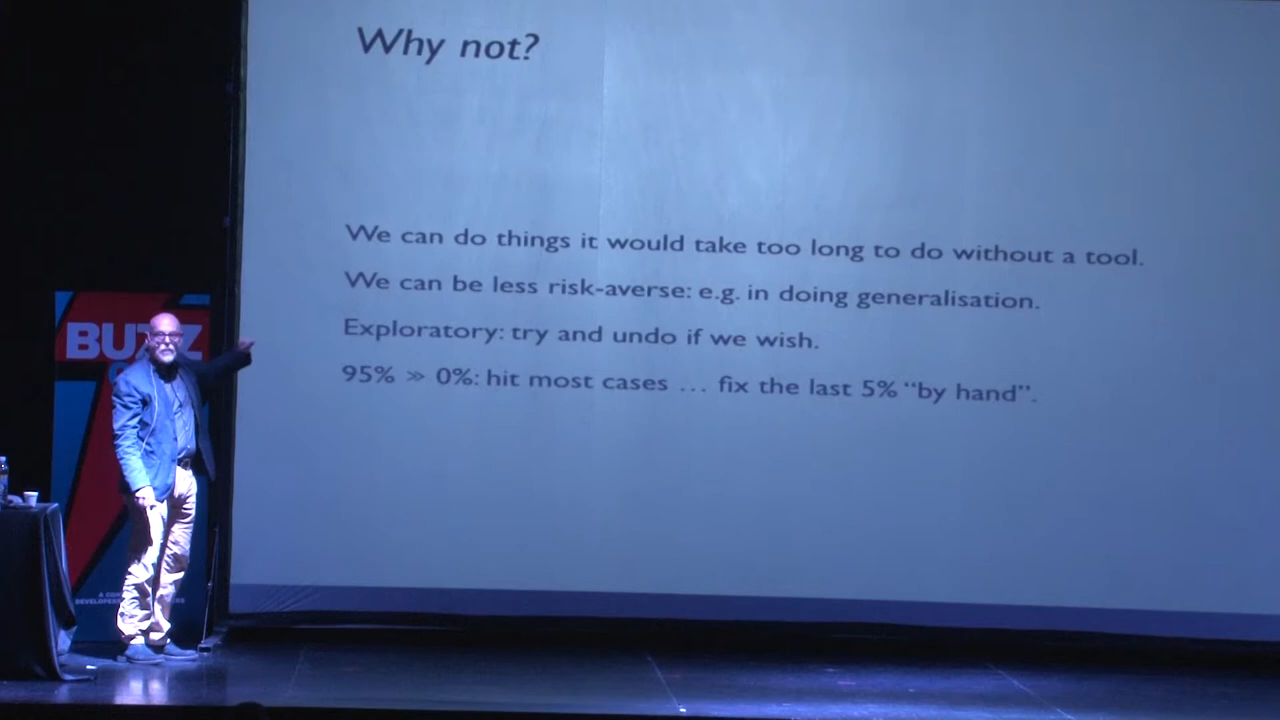 Why not?
We can do things it would take too long to do without a tool.
We can be less risk-averse: e.g. in doing generalisation.
Exploratory: try and undo if we wish.
95% >> 0%: hit most cases … fix the last 5% “by hand”.